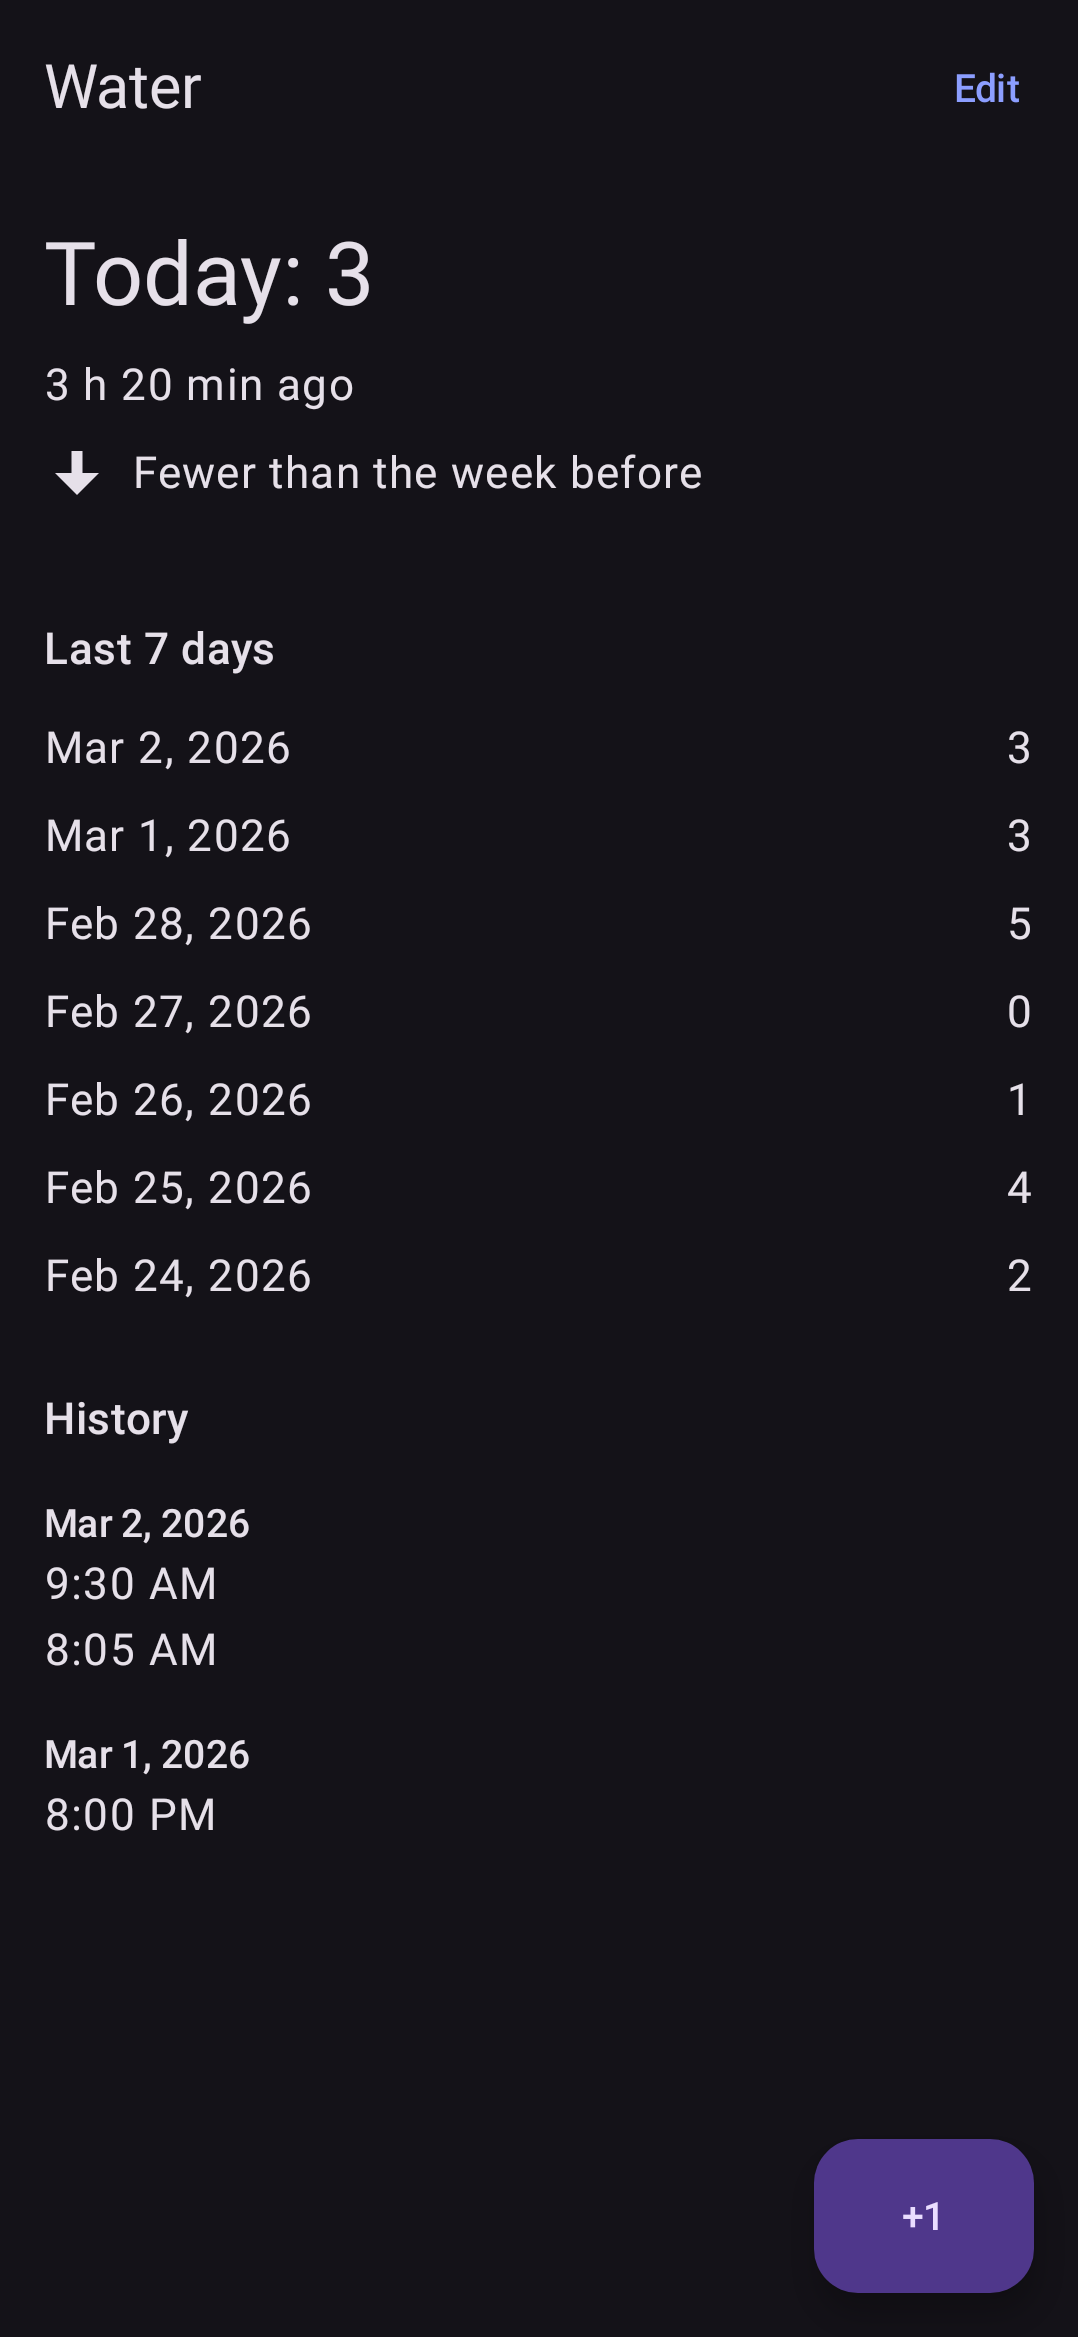 Water
Edit
Today: 3
3 h 20 min ago
Fewer than the week before
Last 7 days
Mar 2, 2026 3
Mar 1, 2026 3
Feb 28, 2026 5
Feb 27, 2026 0
Feb 26, 2026 1
Feb 25, 2026 4
Feb 24, 2026 2
History
Mar 2, 2026
9:30 AM
8:05 AM
Mar 1, 2026
8:00 PM
+1